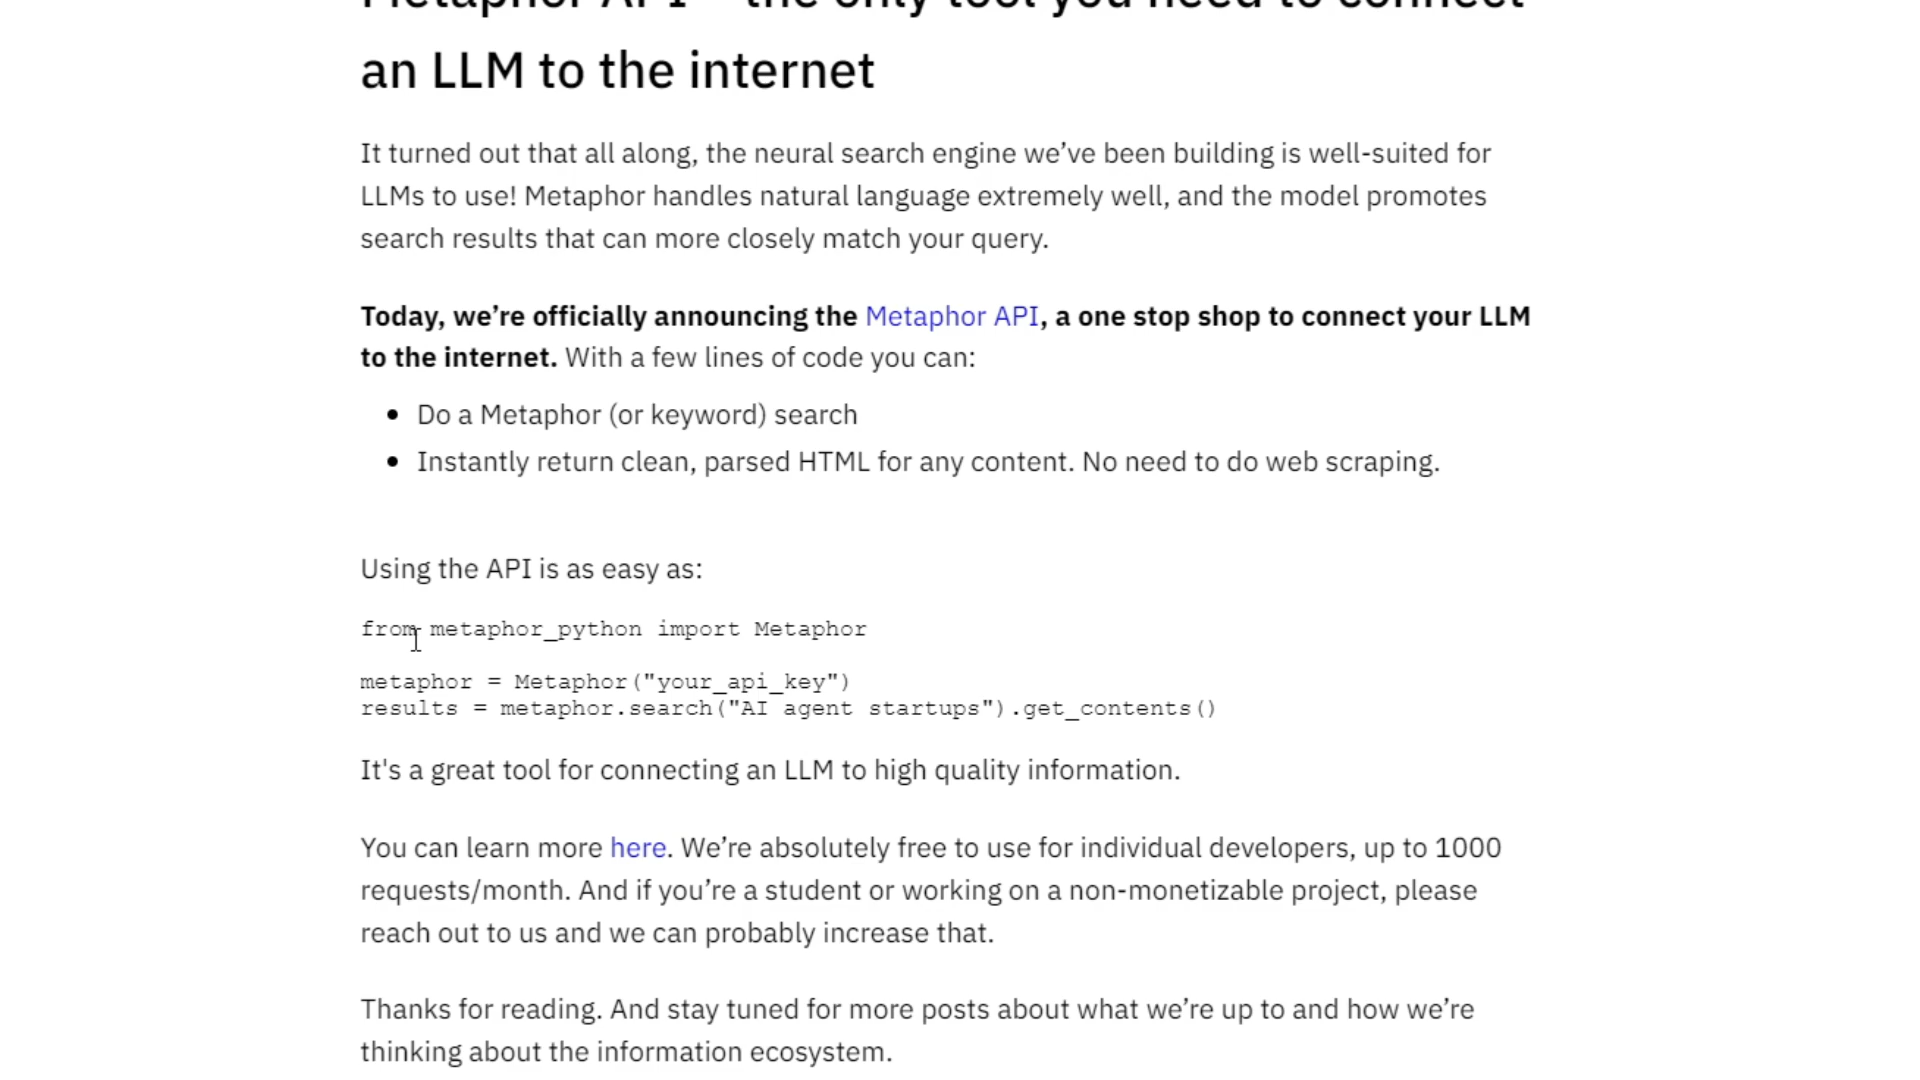 Metaphor API – the only tool you need to connect
an LLM to the internet
It turned out that all along, the neural search engine we’ve been building is well-suited for
LLMs to use! Metaphor handles natural language extremely well, and the model promotes
search results that can more closely match your query.
Today, we’re officially announcing the Metaphor API, a one stop shop to connect your LLM
to the internet. With a few lines of code you can:
• Do a Metaphor (or keyword) search
• Instantly return clean, parsed HTML for any content. No need to do web scraping.
Using the API is as easy as:
from metaphor_python import Metaphor
metaphor = Metaphor("your_api_key")
results = metaphor.search("AI agent startups").get_contents()
It's a great tool for connecting an LLM to high quality information.
You can learn more here. We’re absolutely free to use for individual developers, up to 1000
requests/month. And if you’re a student or working on a non-monetizable project, please
reach out to us and we can probably increase that.
Thanks for reading. And stay tuned for more posts about what we’re up to and how we’re
thinking about the information ecosystem.